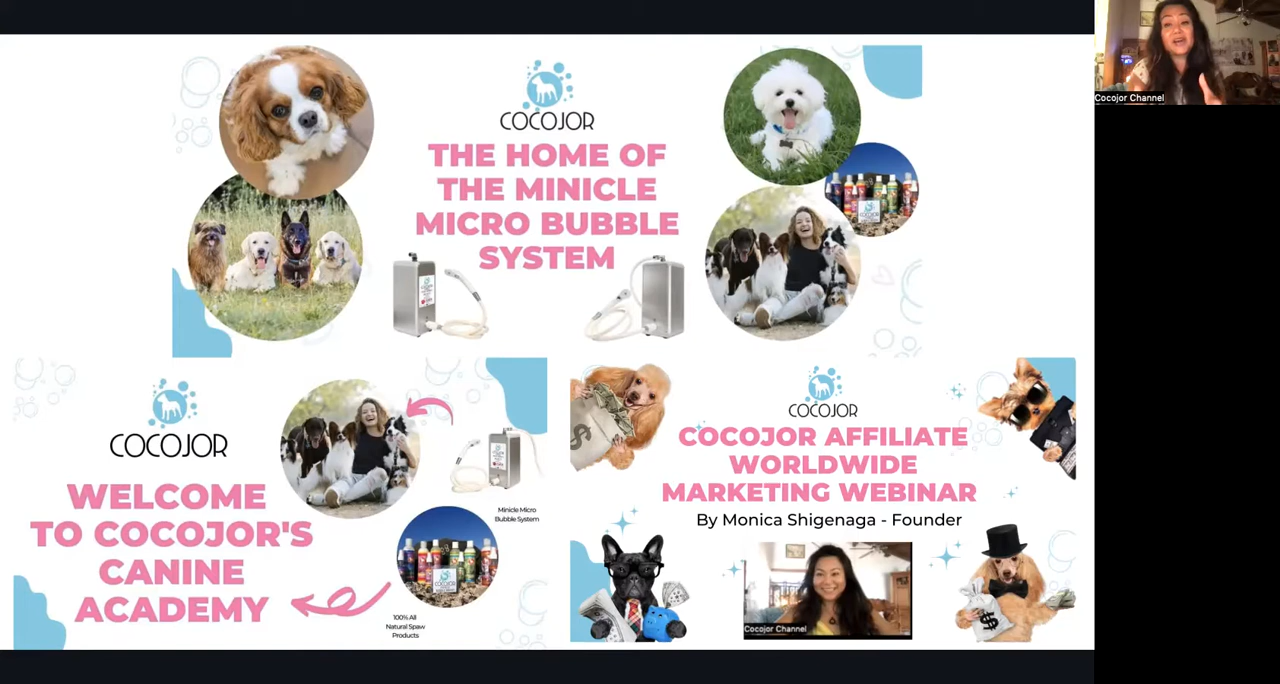 COCOJOR
THE HOME OF
THE MINICLE
MICRO BUBBLE
SYSTEM
Cocojor Channel
COCOJOR
WELCOME
TO COCOJOR'S
CANINE
ACADEMY
Minicle Micro
Bubble System
100% All
Natural Spaw
Products
COCOJOR
COCOJOR AFFILIATE
WORLDWIDE
MARKETING WEBINAR
By Monica Shigenaga - Founder
Cocojor Channel